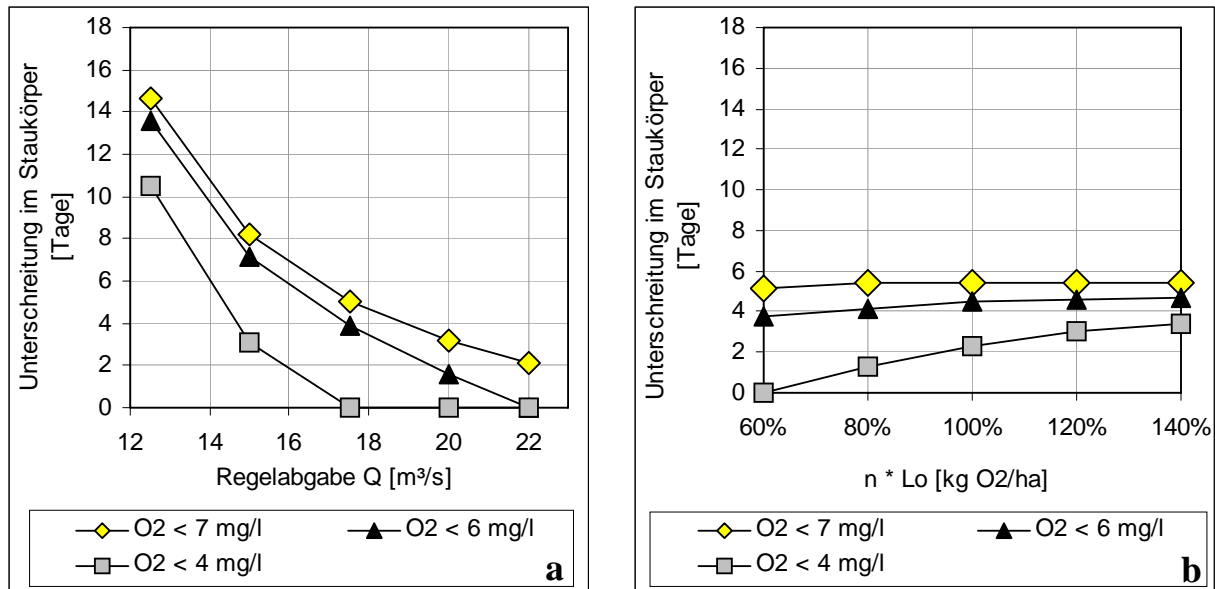 Unterschreitung im Staukörper
[Tage]
18
16
14
12
10
8
6
4
2
0
12 14 16 18 20 22
Regelabgabe Q [m³/s]
O2 < 7 mg/l O2 < 6 mg/l
O2 < 4 mg/l
a
Unterschreitung im Staukörper
[Tage]
18
16
14
12
10
8
6
4
2
0
60% 80% 100% 120% 140%
n * Lo [kg O2/ha]
O2 < 7 mg/l O2 < 6 mg/l
O2 < 4 mg/l
b